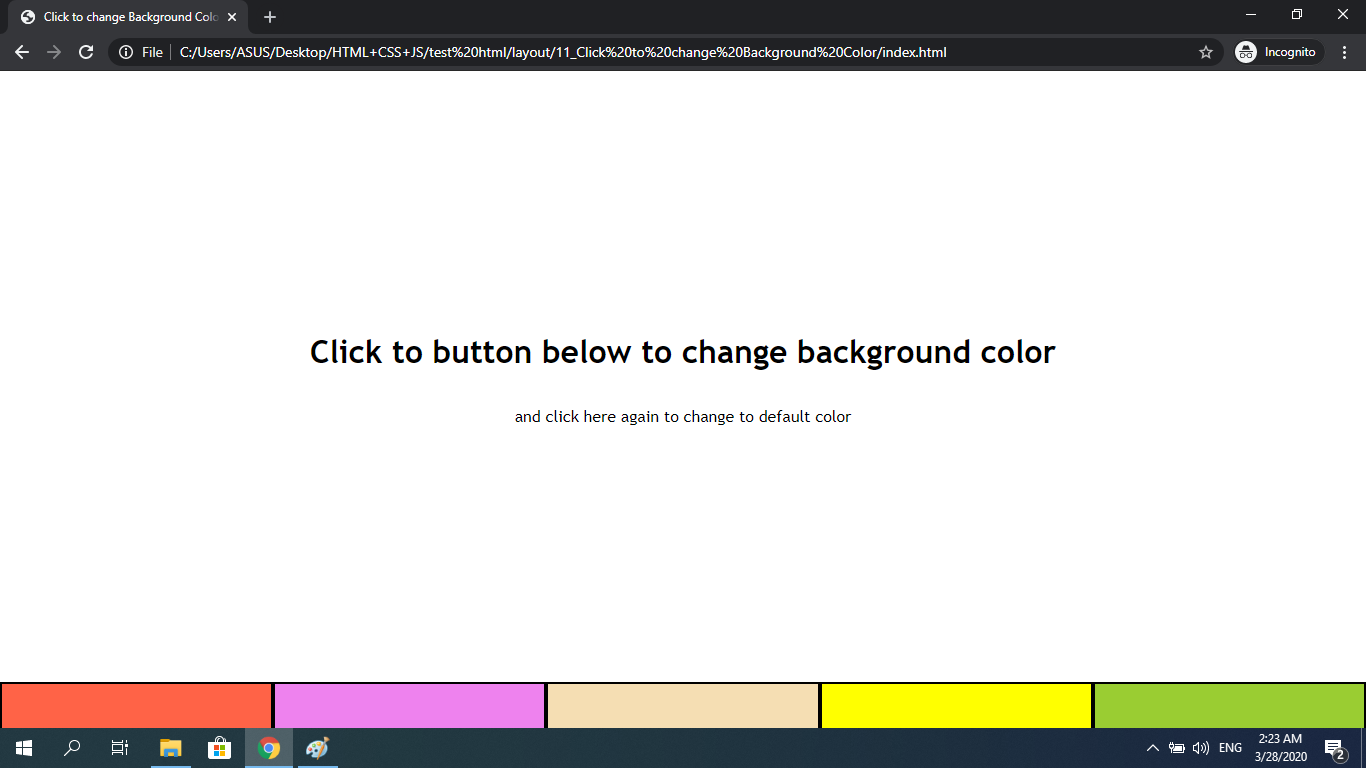 Click to change Background Colo
File
C:/Users/ASUS/Desktop/HTML+CSS+JS/test%20html/layout/11_Click%20to%20change%20Background%20Color/index.html
Incognito
Click to button below to change background color
and click here again to change to default color
ENG
2:23 AM
3/28/2020
2